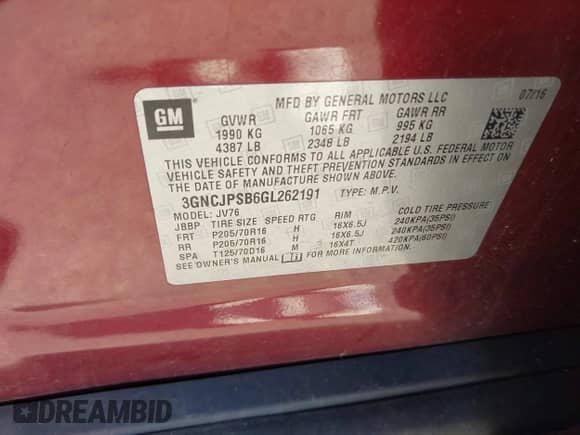 MFD BY GENERAL MOTORS LLC
07/16
GM
GVWR GAWR FRT GAWR RR
1990 KG 1065 KG 995 KG
4387 LB 2348 LB 2194 LB
THIS VEHICLE CONFORMS TO ALL APPLICABLE U.S. FEDERAL MOTOR
VEHICLE SAFETY AND THEFT PREVENTION STANDARDS IN EFFECT ON
THE DATE OF MANUFACTURE SHOWN ABOVE.
3GNCJPSB6GL262191 TYPE: M.P.V.
MODEL: JV76
JBBP TIRE SIZE SPEED RTG RIM COLD TIRE PRESSURE
FRT P205/70R16 H 16X6.5J 240KPA(35PSI)
RR P205/70R16 H 16X6.5J 240KPA(35PSI)
SPA T125/70D16 M 16X4T 420KPA(60PSI)
SEE OWNER'S MANUAL
DREAMBID